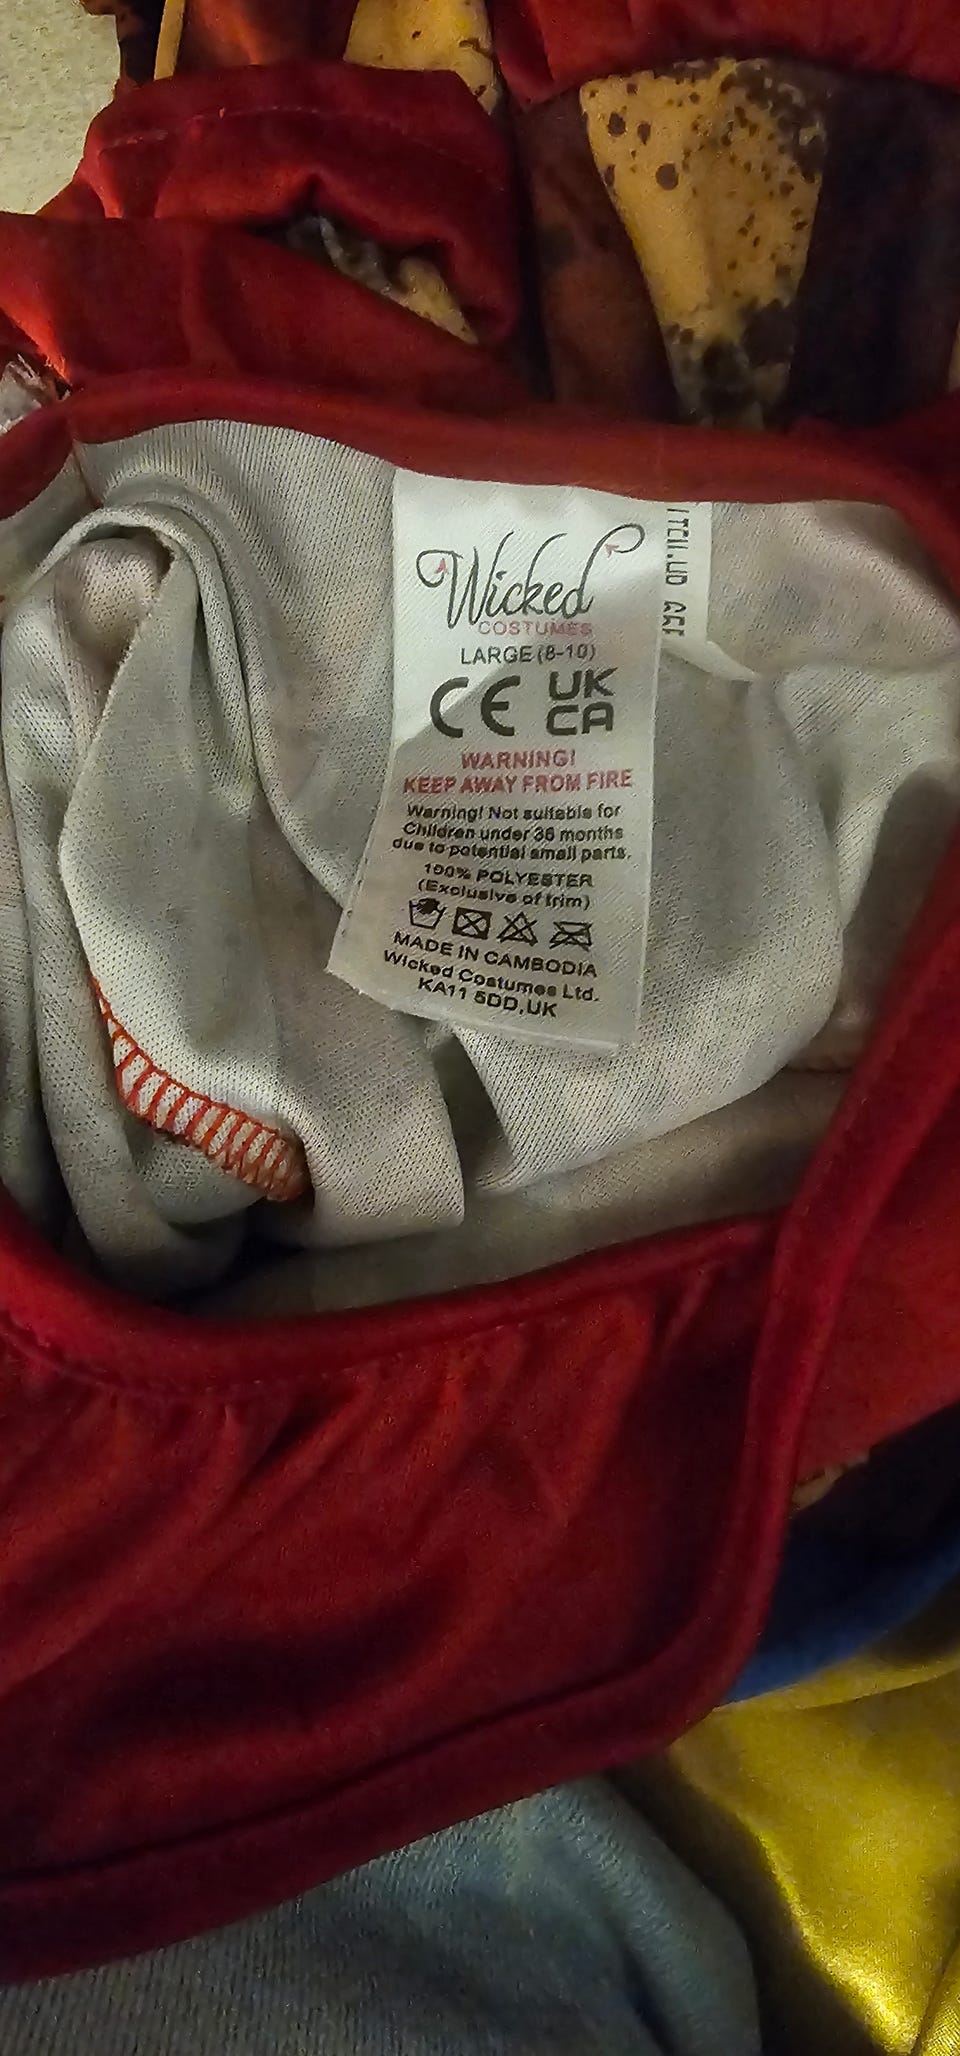 Wicked
COSTUMES
LARGE (8-10)
CE UK
CA
WARNING!
KEEP AWAY FROM FIRE
Warning! Not suitable for
Children under 36 months
due to potential small parts.
100% POLYESTER
(Exclusive of trim)
MADE IN CAMBODIA
Wicked Costumes Ltd.
KA11 5DD,UK